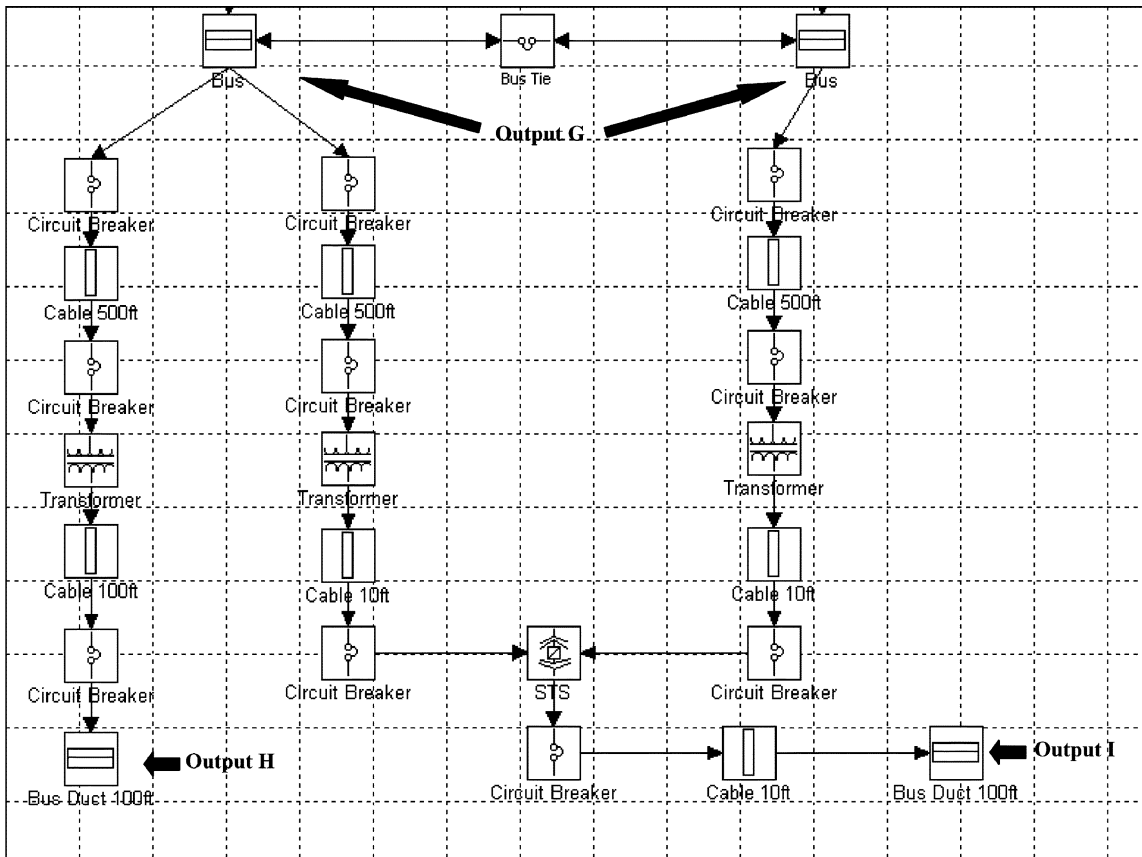 Bus
Bus Tie
Bus
Output G
Circuit Breaker
Circuit Breaker
Circuit Breaker
Cable 500ft
Cable 500ft
Cable 500ft
Circuit Breaker
Circuit Breaker
Circuit Breaker
Transformer
Transformer
Transformer
Cable 100ft
Cable 10ft
Cable 10ft
Circuit Breaker
Circuit Breaker
STS
Circuit Breaker
Output H
Output I
Bus Duct 100ft
Circuit Breaker
Cable 10ft
Bus Duct 100ft